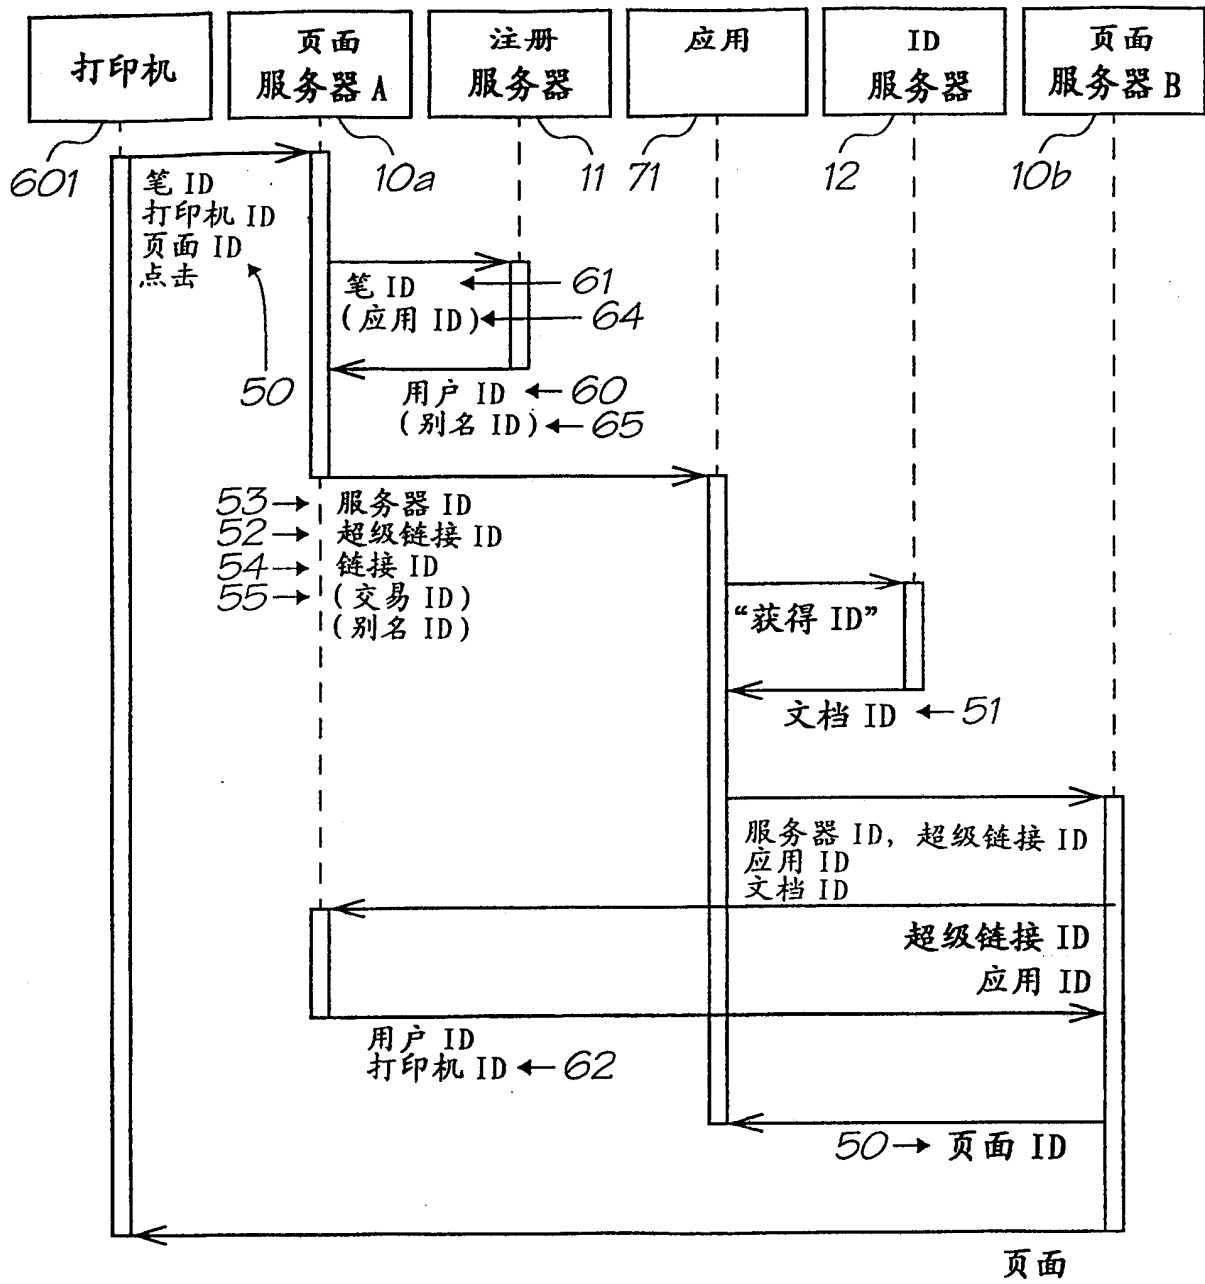 打印机
页面
服务器 A
注册
服务器
应用
ID
服务器
页面
服务器 B
601
10a
11
71
12
10b
笔 ID
打印机 ID
页面 ID
点击
50
笔 ID
61
(应用 ID)
64
用户 ID
60
(别名 ID)
65
53
服务器 ID
52
超级链接 ID
54
链接 ID
55
(交易 ID)
(别名 ID)
“获得 ID”
文档 ID
51
服务器 ID, 超级链接 ID
应用 ID
文档 ID
超级链接 ID
应用 ID
用户 ID
打印机 ID
62
50
页面 ID
页面